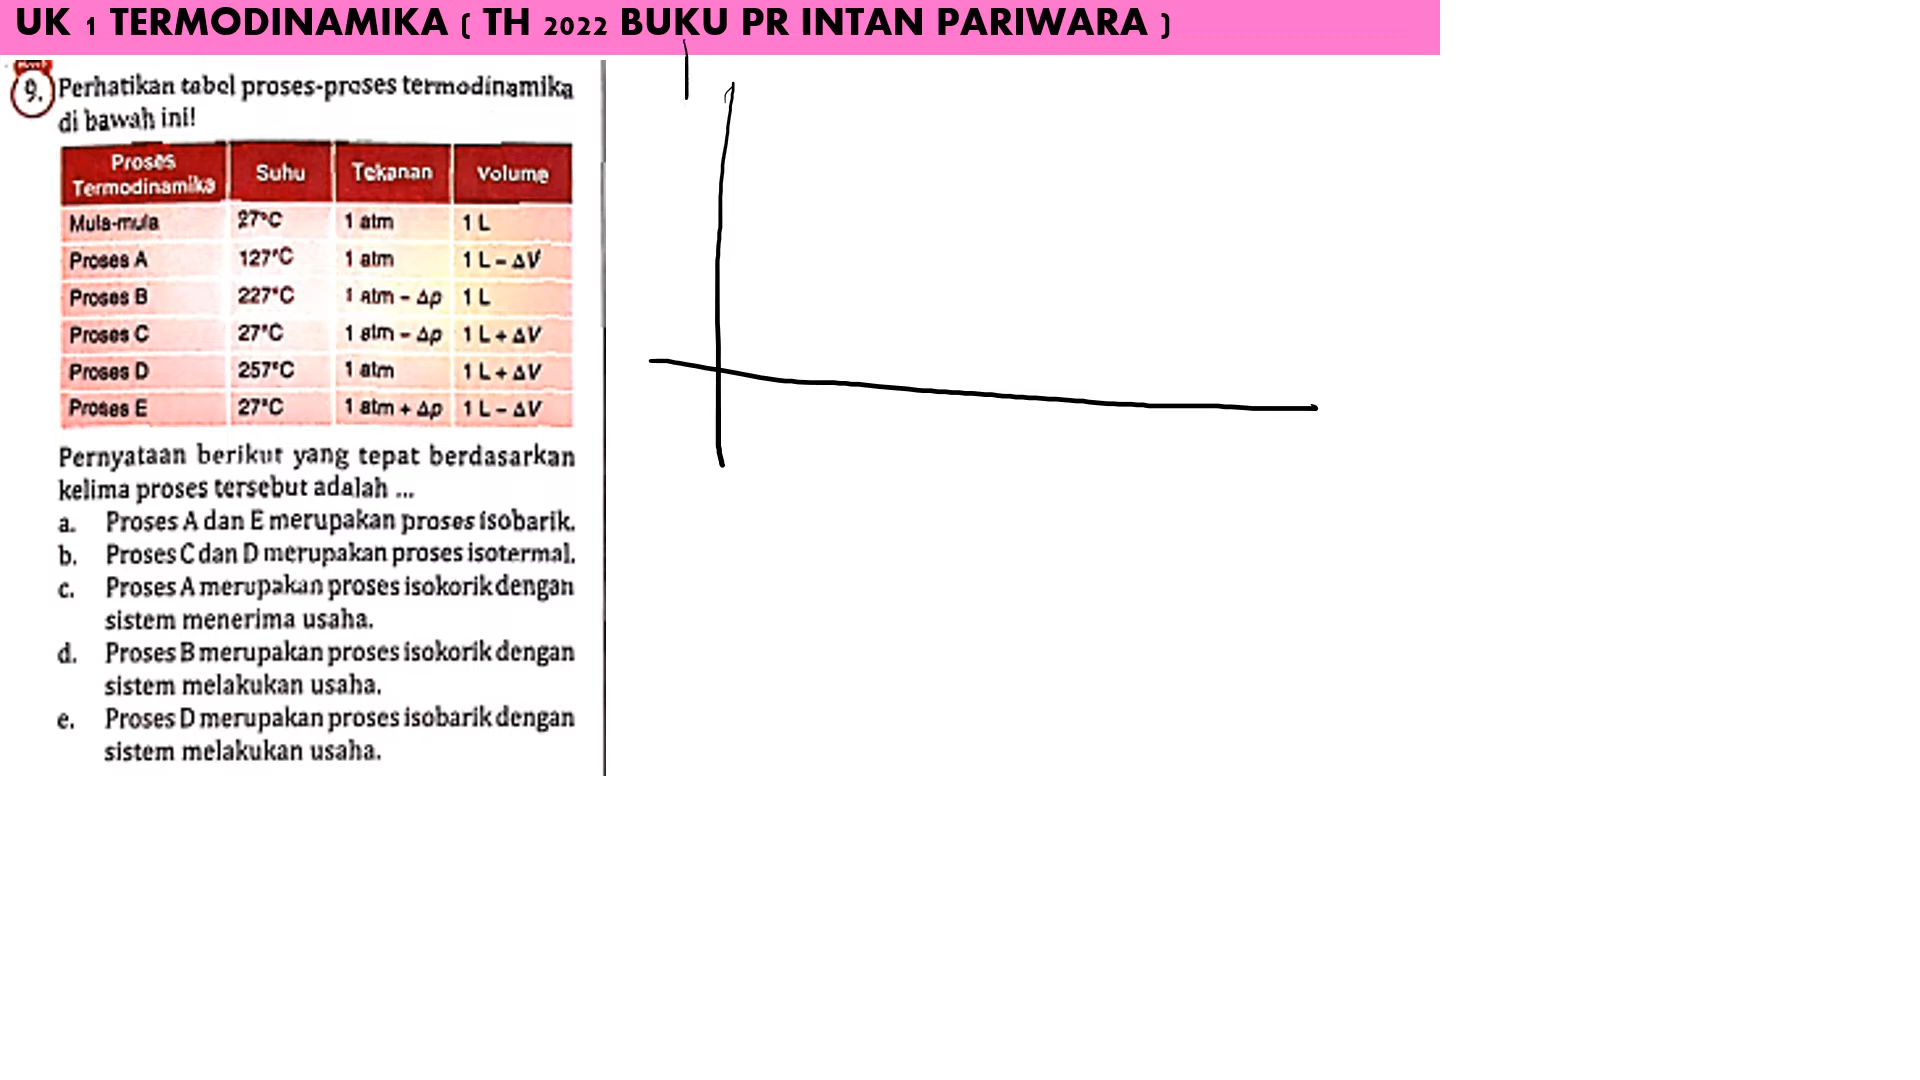 UK 1 TERMODINAMIKA ( TH 2022 BUKU PR INTAN PARIWARA )
9. Perhatikan tabel proses-proses termodinamika
di bawah ini!
Proses Termodinamika Suhu Tekanan Volume
Mula-mula 27°C 1 atm 1 L
Proses A 127°C 1 atm 1 L – ΔV
Proses B 227°C 1 atm – Δp 1 L
Proses C 27°C 1 atm – Δp 1 L + ΔV
Proses D 257°C 1 atm 1 L + ΔV
Proses E 27°C 1 atm + Δp 1 L – ΔV
Pernyataan berikut yang tepat berdasarkan
kelima proses tersebut adalah ...
a. Proses A dan E merupakan proses isobarik.
b. Proses C dan D merupakan proses isotermal.
c. Proses A merupakan proses isokorik dengan
sistem menerima usaha.
d. Proses B merupakan proses isokorik dengan
sistem melakukan usaha.
e. Proses D merupakan proses isobarik dengan
sistem melakukan usaha.